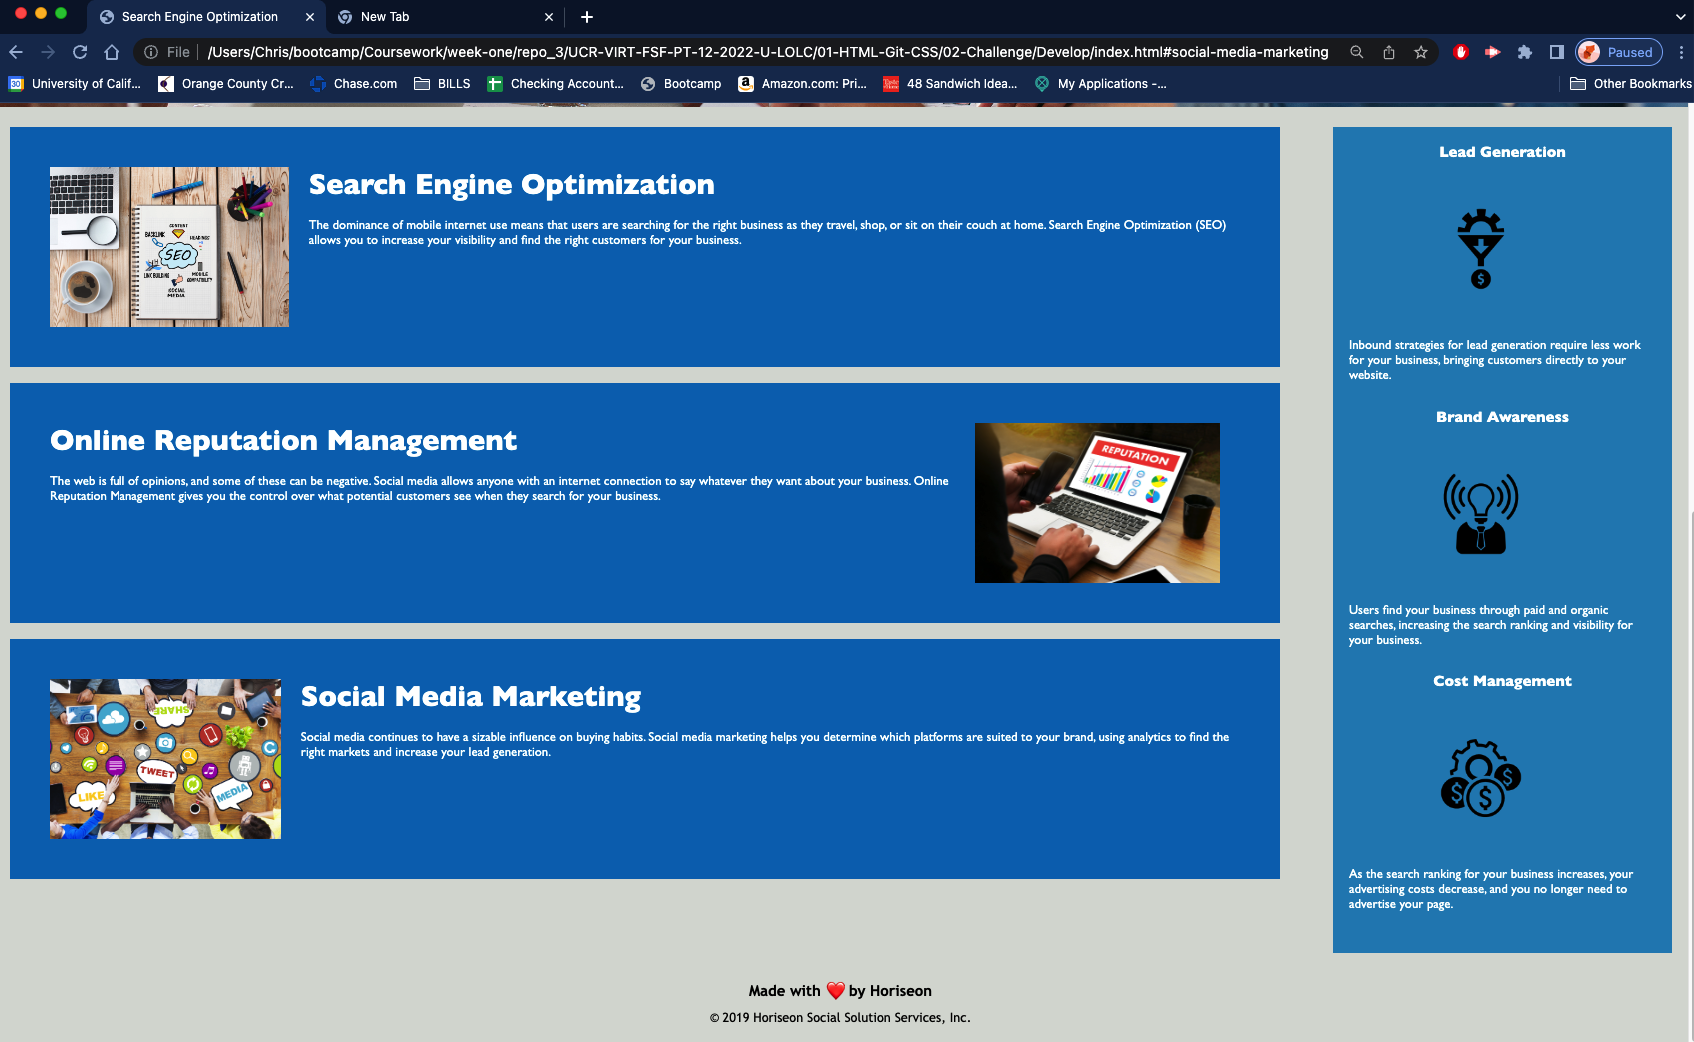 Search Engine Optimization
New Tab
File
/Users/Chris/bootcamp/Coursework/week-one/repo_3/UCR-VIRT-FSF-PT-12-2022-U-LOLC/01-HTML-Git-CSS/02-Challenge/Develop/index.html#social-media-marketing
Paused
University of Calif...
Orange County Cr...
Chase.com
BILLS
Checking Account...
Bootcamp
Amazon.com: Pri...
48 Sandwich Idea...
My Applications -...
Other Bookmarks
Search Engine Optimization
The dominance of mobile internet use means that users are searching for the right business as they travel, shop, or sit on their couch at home. Search Engine Optimization (SEO)
allows you to increase your visibility and find the right customers for your business.
CONTENT
BACKLINK
HEADINGS
SEO
LINK BUILDING
MOBILE
COMPATIBILITY
SOCIAL
MEDIA
Online Reputation Management
The web is full of opinions, and some of these can be negative. Social media allows anyone with an internet connection to say whatever they want about your business. Online
Reputation Management gives you the control over what potential customers see when they search for your business.
REPUTATION
Social Media Marketing
Social media continues to have a sizable influence on buying habits. Social media marketing helps you determine which platforms are suited to your brand, using analytics to find the
right markets and increase your lead generation.
SHARE
TWEET
LIKE
MEDIA
Lead Generation
Inbound strategies for lead generation require less work
for your business, bringing customers directly to your
website.
Brand Awareness
Users find your business through paid and organic
searches, increasing the search ranking and visibility for
your business.
Cost Management
As the search ranking for your business increases, your
advertising costs decrease, and you no longer need to
advertise your page.
Made with ❤️ by Horiseon
© 2019 Horiseon Social Solution Services, Inc.